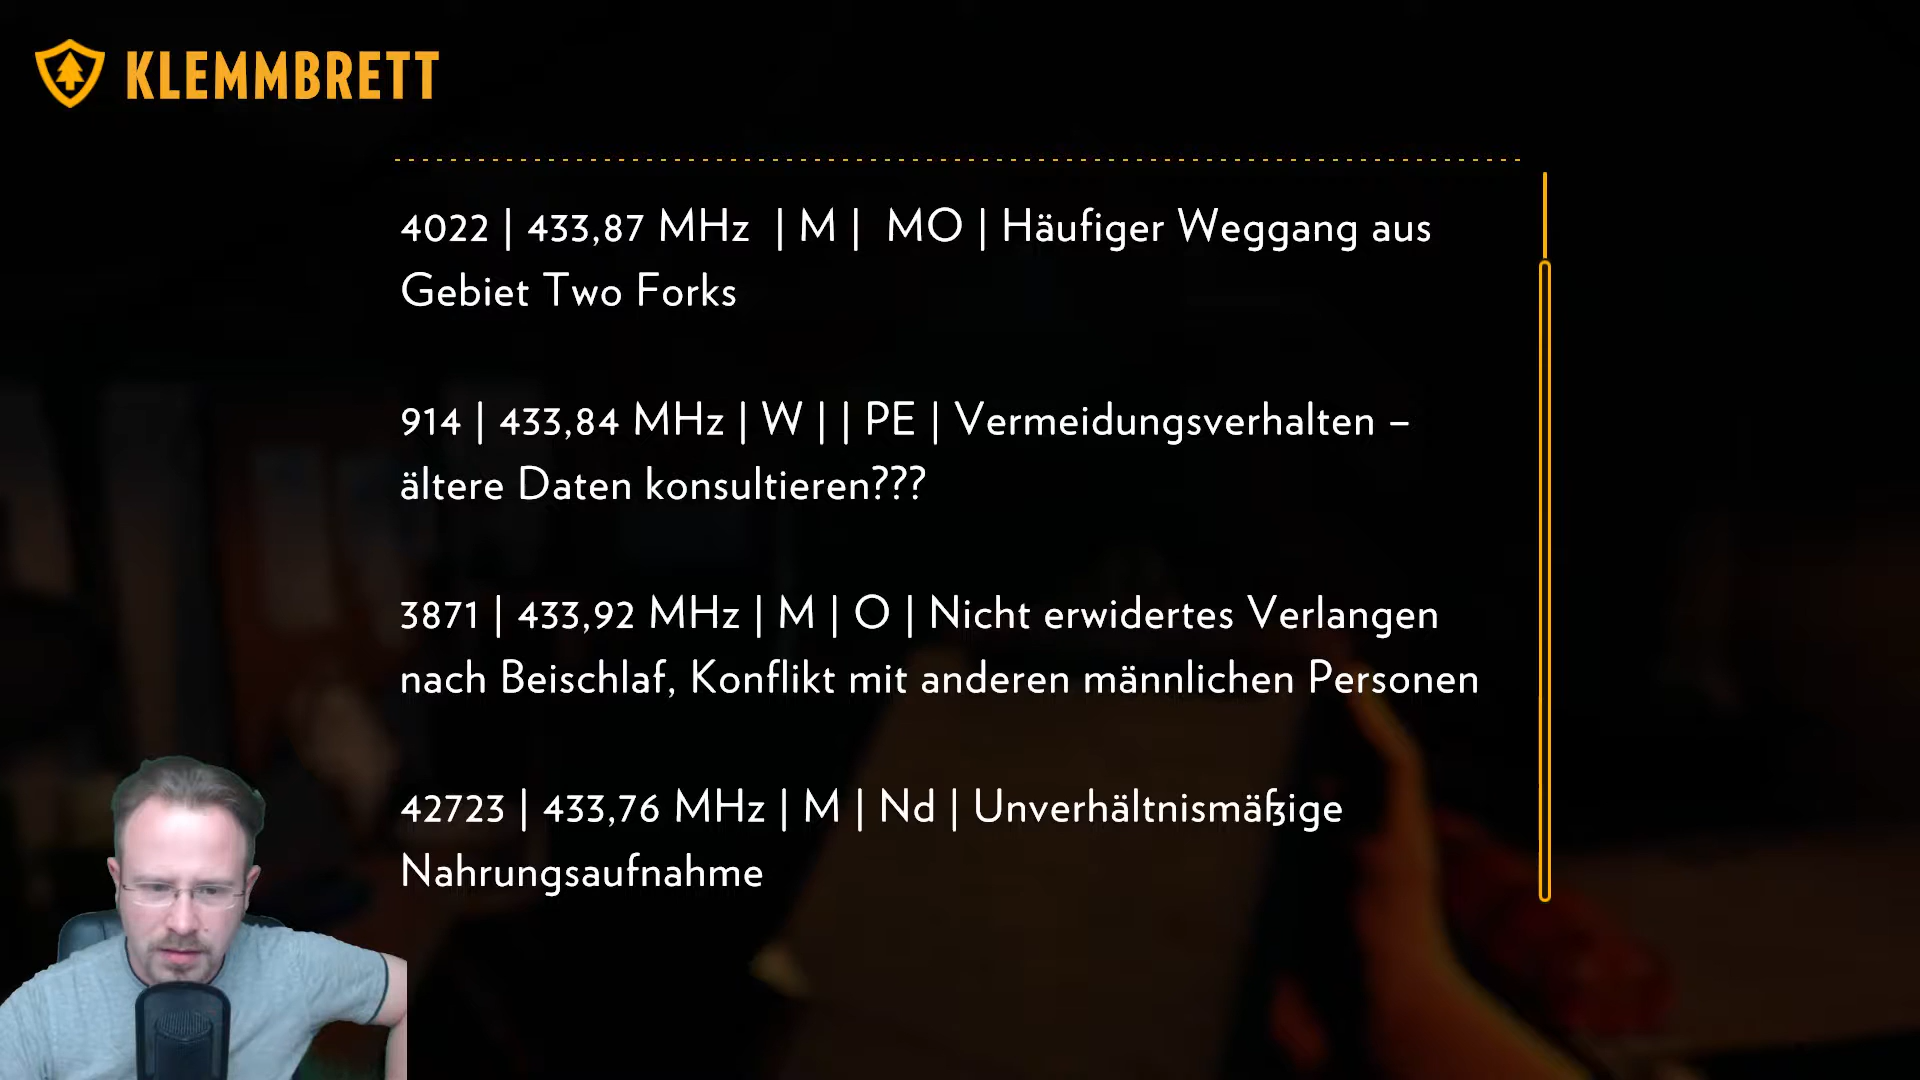 KLEMMBRETT
4022 | 433,87 MHz | M | MO | Häufiger Weggang aus
Gebiet Two Forks
914 | 433,84 MHz | W | | PE | Vermeidungsverhalten –
ältere Daten konsultieren???
3871 | 433,92 MHz | M | O | Nicht erwidertes Verlangen
nach Beischlaf, Konflikt mit anderen männlichen Personen
42723 | 433,76 MHz | M | Nd | Unverhältnismäßige
Nahrungsaufnahme